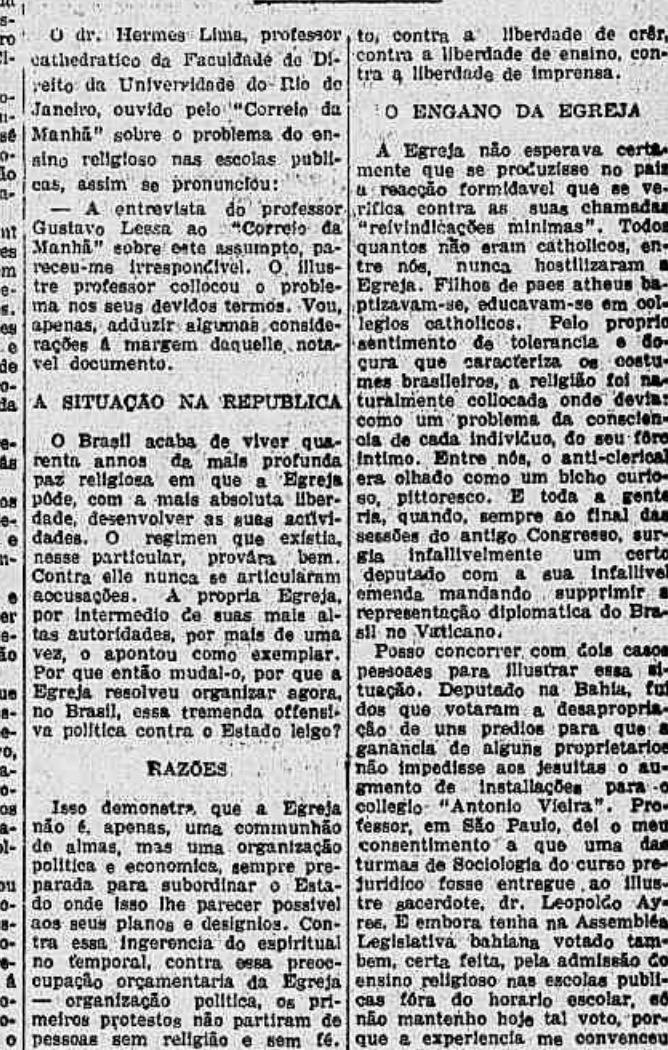 O dr. Hermes Lima, professor
cathedratico da Faculdade de Di-
reito da Univerridade do Rio de
Janeiro, ouvido pelo "Correio da
Manhã" sobre o problema do en-
sino religioso nas escolas publi-
cas, assim se pronunciou:
— A entrevista do professor
Gustavo Lessa ao "Correio da
Manhã" sobre este assumpto, pa-
receu-me irrespondivel. O illus-
tre professor collocou o proble-
ma nos seus devidos termos. Vou,
apenas, adduzir algumas conside-
rações á margem daquelle nota-
vel documento.
A SITUAÇÃO NA REPUBLICA
O Brasil acaba de viver qua-
renta annos da mais profunda
paz religiosa em que a Egreja
póde, com a mais absoluta liber-
dade, desenvolver as suas activi-
dades. O regimen que existia,
nesse particular, provára bem.
Contra elle nunca se articularam
accusações. A propria Egreja,
por intermedio de suas mais al-
tas autoridades, por mais de uma
vez, o apontou como exemplar.
Por que então mudal-o, por que a
Egreja resolveu organizar agora,
no Brasil, essa tremenda offensi-
va politica contra o Estado leigo?
RAZÕES
Isso demonstra que a Egreja
não é, apenas, uma communhão
de almas, mas uma organização
politica e economica, sempre pre-
parada para subordinar o Esta-
do onde isso lhe parecer possivel
aos seus planos e designios. Con-
tra essa ingerencia do espiritual
no temporal, contra essa preoc-
cupação orçamentaria da Egreja
— organização politica, os pri-
meiros protestos não partiram de
pessoas sem religião e sem fé,
to, contra a liberdade de crêr,
contra a liberdade de ensino, con-
tra a liberdade de imprensa.
O ENGANO DA EGREJA
A Egreja não esperava certa-
mente que se produzisse no paiz
a reacção formidavel que se ve-
rifica contra as suas chamadas
"reivindicações minimas". Todos
quantos não eram catholicos, en-
tre nós, nunca hostilizaram a
Egreja. Filhos de paes atheus ba-
ptizavam-se, educavam-se em col-
legios catholicos. Pelo proprio
sentimento de tolerancia e do-
çura que caracteriza os costu-
mes brasileiros, a religião foi na-
turalmente collocada onde devia:
como um problema da conscien-
cia de cada individuo, do seu fôro
intimo. Entre nós, o anti-clerical
era olhado como um bicho curio-
so, pittoresco. E toda a gente
ria, quando, sempre ao final das
sessões do antigo Congresso, sur-
gia infallivelmente um certo
deputado com a sua infallivel
emenda mandando supprimir a
representação diplomatica do Bra-
sil no Vaticano.
Posso concorrer com dois casos
pessoaes para illustrar essa si-
tuação. Deputado na Bahia, fui
dos que votaram a desapropria-
ção de uns predios para que a
ganancia de alguns proprietarios
não impedisse aos jesuitas o au-
gmento de installações para o
collegio "Antonio Vieira". Pro-
fessor, em São Paulo, dei o meu
consentimento a que uma das
turmas de Sociologia do curso pre-
juridico fosse entregue ao illus-
tre sacerdote, dr. Leopoldo Ay-
res. E embora tenha na Assembléa
Legislativa bahiana votado tam-
bem, certa feita, pela admissão do
ensino religioso nas escolas publi-
cas fóra do horario escolar, só
não mantenho hoje tal voto, por-
que a experiencia me convenceu